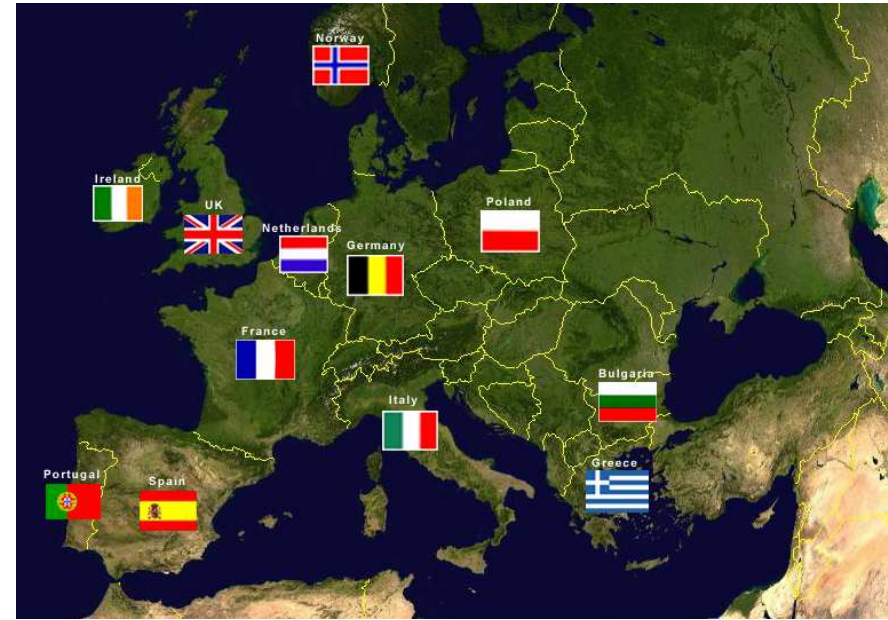 Norway
Ireland
UK
Poland
Netherlands
Germany
France
Bulgaria
Italy
Greece
Portugal
Spain